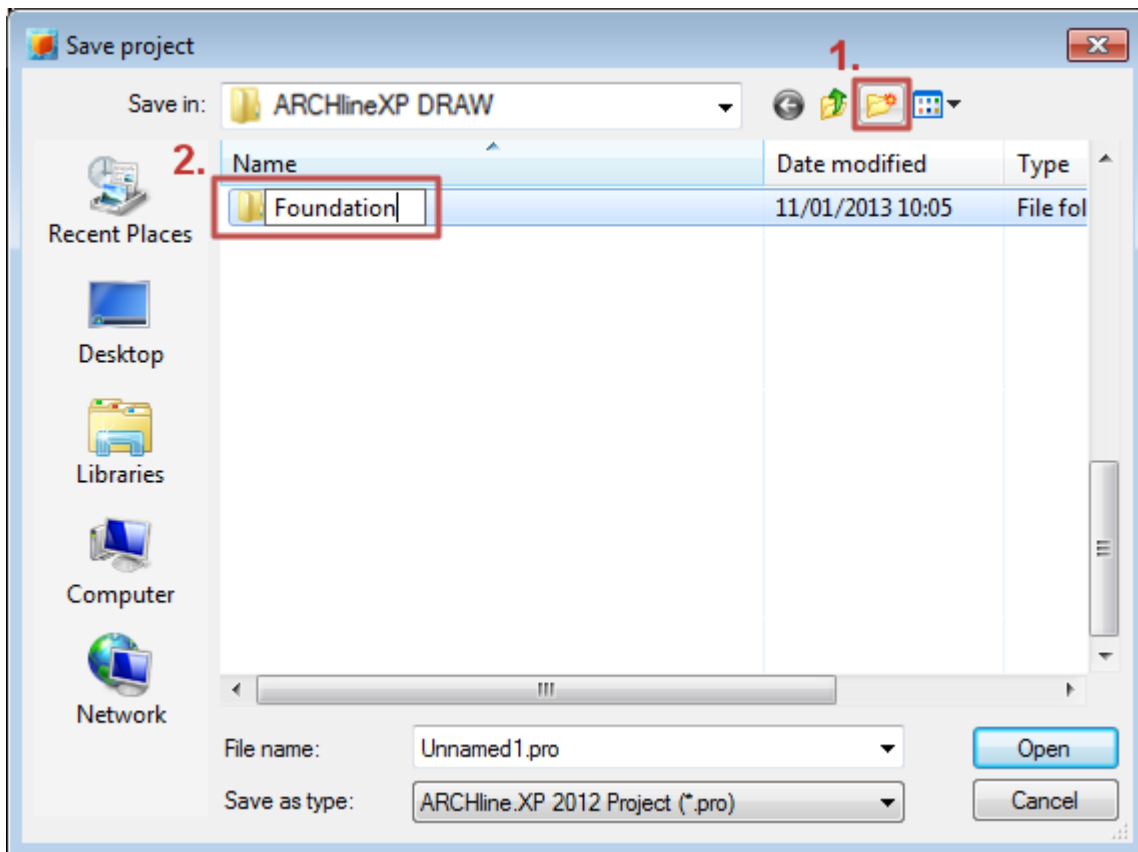 Save project
1.
Save in:
ARCHlineXP DRAW
2.
Name
Date modified
Type
Foundation
11/01/2013 10:05
File fol
Recent Places
Desktop
Libraries
Computer
Network
File name:
Unnamed1.pro
Open
Save as type:
ARCHline.XP 2012 Project (*.pro)
Cancel